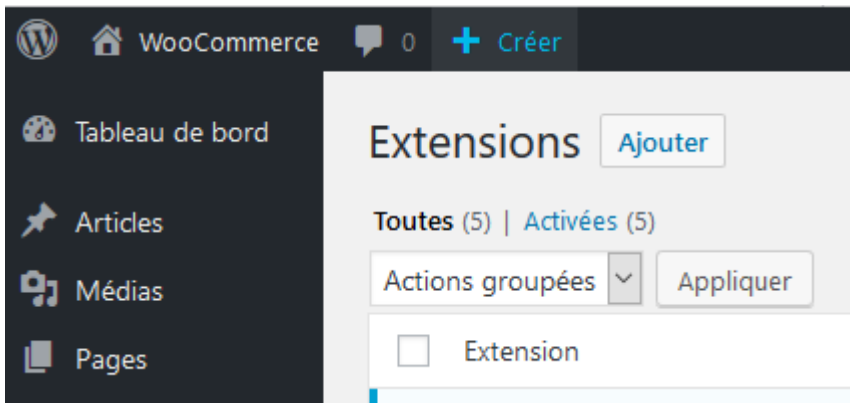 WooCommerce 0 + Créer
Tableau de bord
Articles
Médias
Pages
Extensions Ajouter
Toutes (5) | Activées (5)
Actions groupées Appliquer
Extension